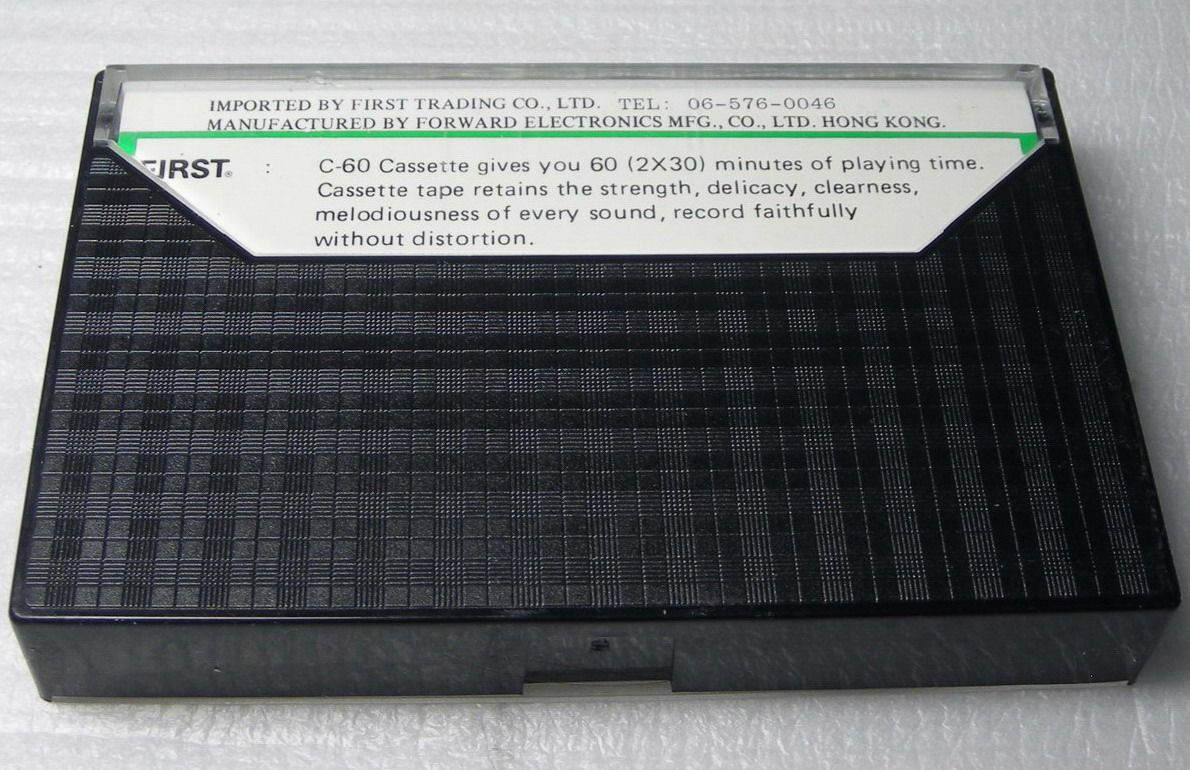 IMPORTED BY FIRST TRADING CO., LTD. TEL: 06-576-0046
MANUFACTURED BY FORWARD ELECTRONICS MFG., CO., LTD. HONG KONG.
FIRST® : C-60 Cassette gives you 60 (2X30) minutes of playing time.
Cassette tape retains the strength, delicacy, clearness,
melodiousness of every sound, record faithfully
without distortion.